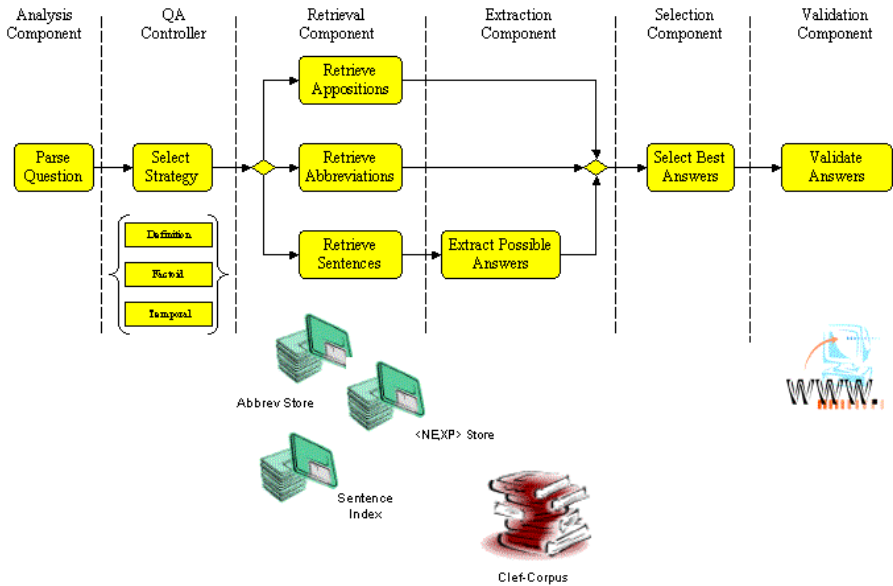 Analysis
Component
QA
Controller
Retrieval
Component
Extraction
Component
Selection
Component
Validation
Component
Retrieve
Appositions
Parse
Question
Select
Strategy
Retrieve
Abbreviations
Select Best
Answers
Validate
Answers
Definition
Factoid
Temporal
Retrieve
Sentences
Extract Possible
Answers
Abbrev Store
<NE,XP> Store
Sentence
Index
WWW.
Clef-Corpus